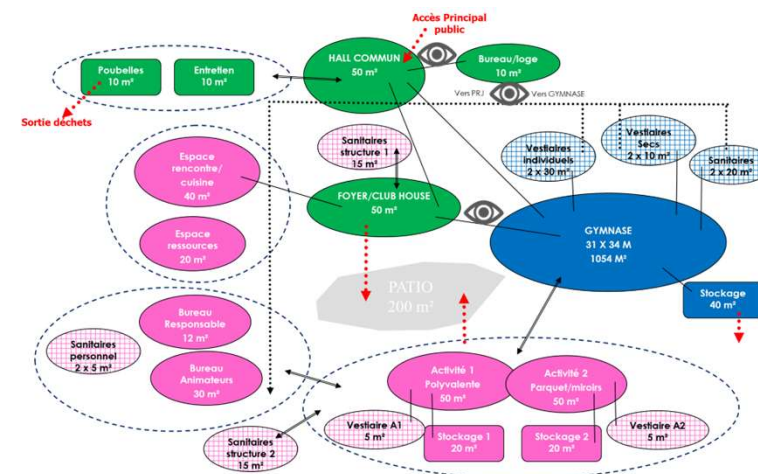 Accès Principal
public
HALL COMMUN
50 m²
Bureau/loge
10 m²
Poubelles
10 m²
Entretien
10 m²
Vers PRJ
Vers GYMNASE
Sortie déchets
Sanitaires
structure 1
15 m²
Vestiaires
individuels
2 x 30 m²
Vestiaires
Secs
2 x 10 m²
Sanitaires
2 x 20 m²
Espace
rencontre/
cuisine
40 m²
FOYER/CLUB HOUSE
50 m²
Espace
ressources
20 m²
GYMNASE
31 X 34 M
1054 M²
PATIO
200 m²
Stockage
40 m²
Bureau
Responsable
12 m²
Sanitaires
personnel
2 x 5 m²
Bureau
Animateurs
30 m²
Activité 1
Polyvalente
50 m²
Activité 2
Parquet/miroirs
50 m²
Vestiaire A1
5 m²
Stockage 1
20 m²
Stockage 2
20 m²
Vestiaire A2
5 m²
Sanitaires
structure 2
15 m²